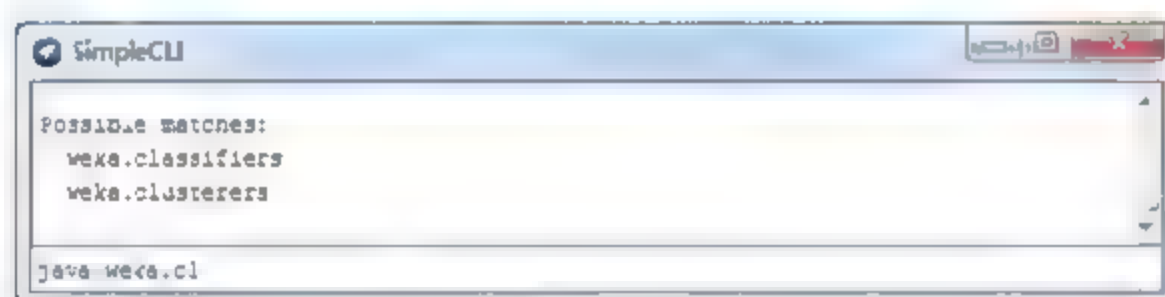 SimpleCLI
Possible matches:
weka.classifiers
weka.clusterers
java weka.cl